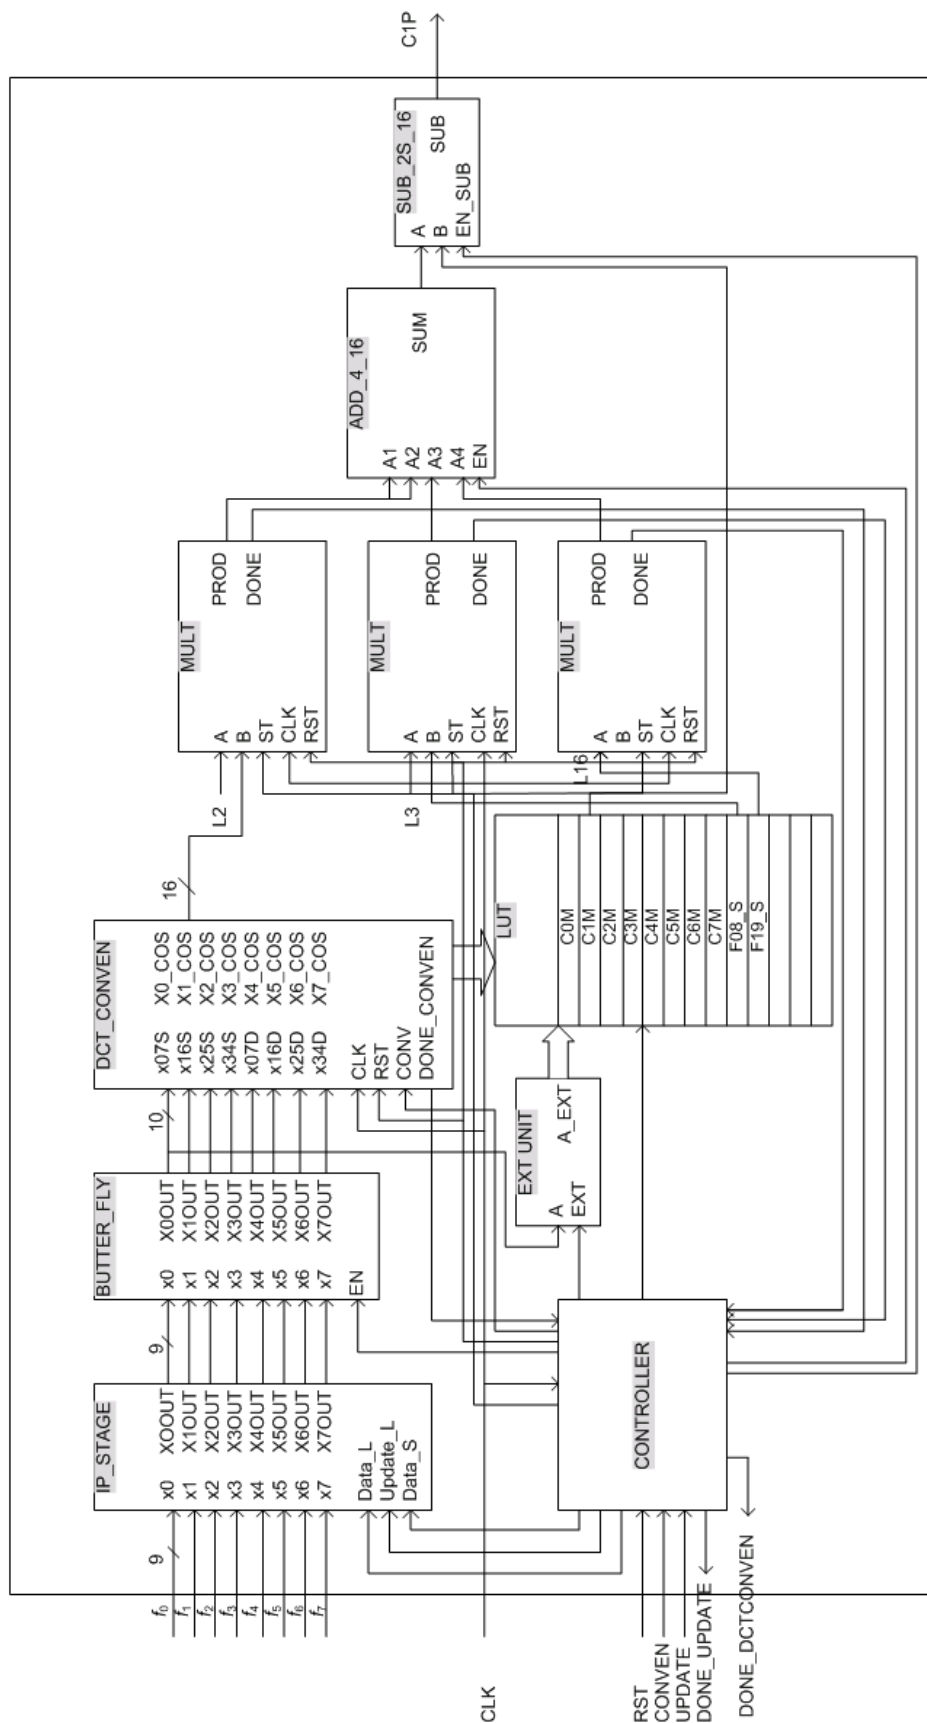 IP_STAGE
x0 XOOUT
x1 X1OUT
x2 X2OUT
x3 X3OUT
x4 X4OUT
x5 X5OUT
x6 X6OUT
x7 X7OUT
Data_L
Update_L
Data_S
f0
f1
f2
f3
f4
f5
f6
f7
9
9
BUTTER_FLY
x0 X0OUT
x1 X1OUT
x2 X2OUT
x3 X3OUT
x4 X4OUT
x5 X5OUT
x6 X6OUT
x7 X7OUT
EN
10
DCT_CONVEN
x07S X0_COS
x16S X1_COS
x25S X2_COS
x34S X3_COS
x07D X4_COS
x16D X5_COS
x25D X6_COS
x34D X7_COS
CLK
RST
CONV
DONE_CONVEN
16
L2
L3
L16
MULT
A
B
ST
CLK
RST
PROD
DONE
MULT
A
B
ST
CLK
RST
PROD
DONE
MULT
A
B
ST
CLK
RST
PROD
DONE
ADD_4_16
A1
A2
A3
A4
EN
SUM
SUB_2S_16
A
B
EN_SUB
SUB
C1P
EXT UNIT
A
EXT
A_EXT
LUT
C0M
C1M
C2M
C3M
C4M
C5M
C6M
C7M
F08_S
F19_S
CONTROLLER
CLK
RST
CONVEN
UPDATE
DONE_UPDATE
DONE_DCTCONVEN